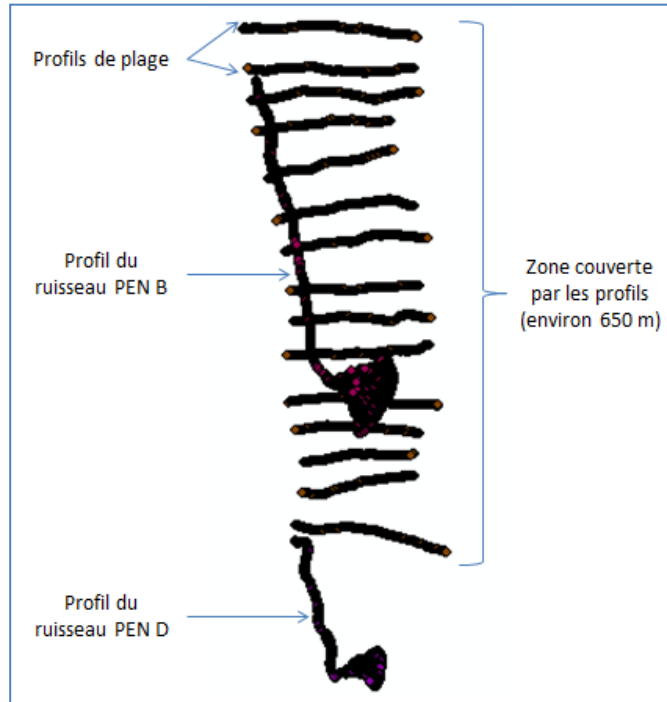 Profils de plage
Profil du
ruisseau PEN B
Zone couverte
par les profils
(environ 650 m)
Profil du
ruisseau PEN D